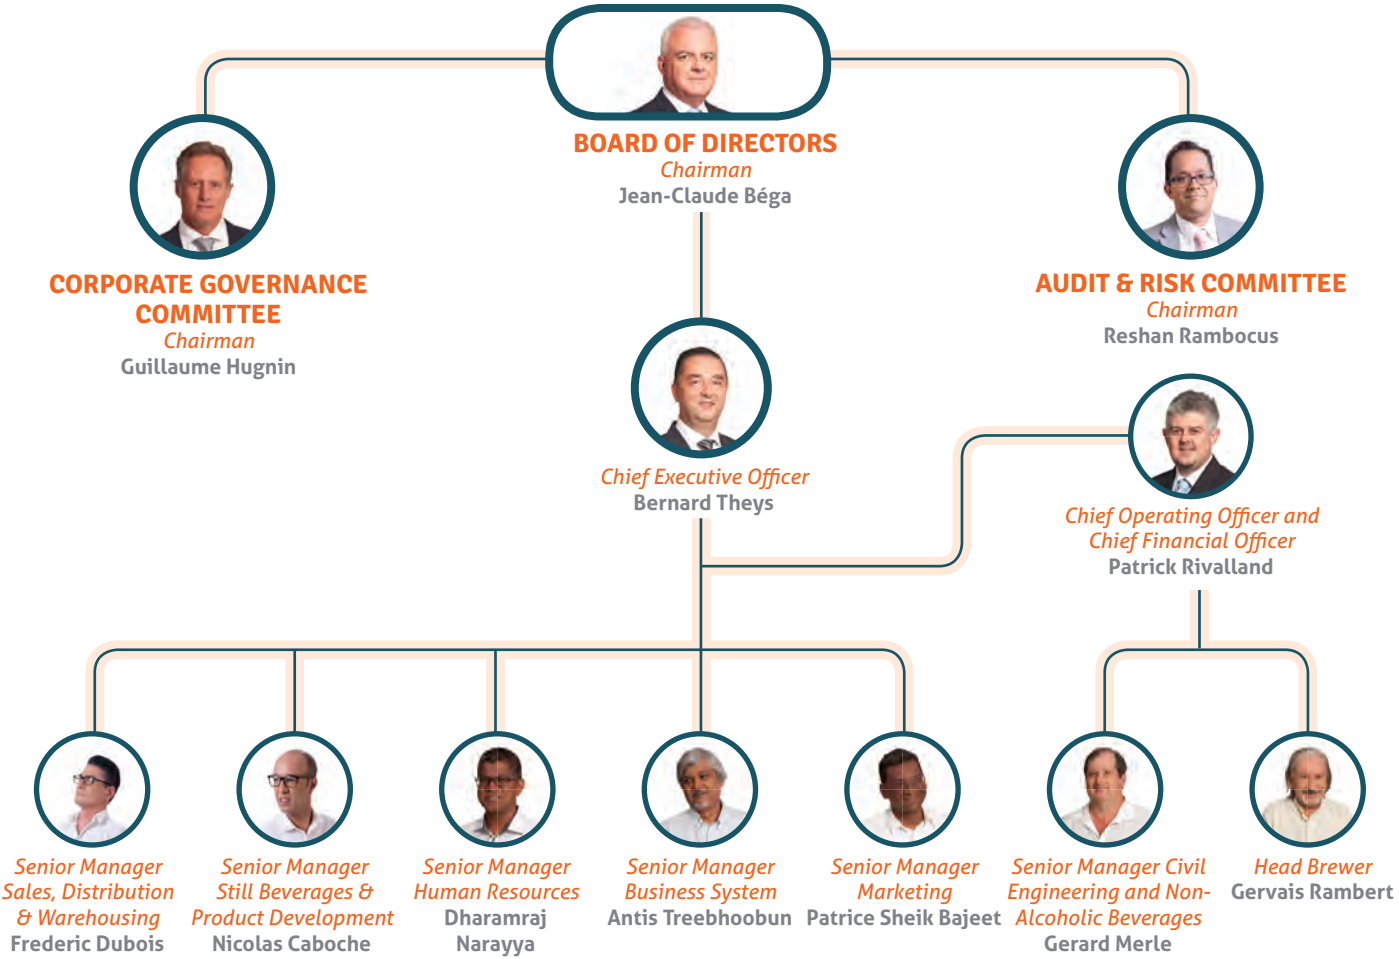 BOARD OF DIRECTORS
Chairman
Jean-Claude Béga
CORPORATE GOVERNANCE
COMMITTEE
Chairman
Guillaume Hugnin
AUDIT & RISK COMMITTEE
Chairman
Reshan Rambocus
Chief Executive Officer
Bernard Theys
Chief Operating Officer and
Chief Financial Officer
Patrick Rivalland
Senior Manager
Sales, Distribution
& Warehousing
Frederic Dubois
Senior Manager
Still Beverages &
Product Development
Nicolas Caboche
Senior Manager
Human Resources
Dharamraj
Narayya
Senior Manager
Business System
Antis Treebhoobun
Senior Manager
Marketing
Patrice Sheik Bajeet
Senior Manager Civil
Engineering and Non-
Alcoholic Beverages
Gerard Merle
Head Brewer
Gervais Rambert